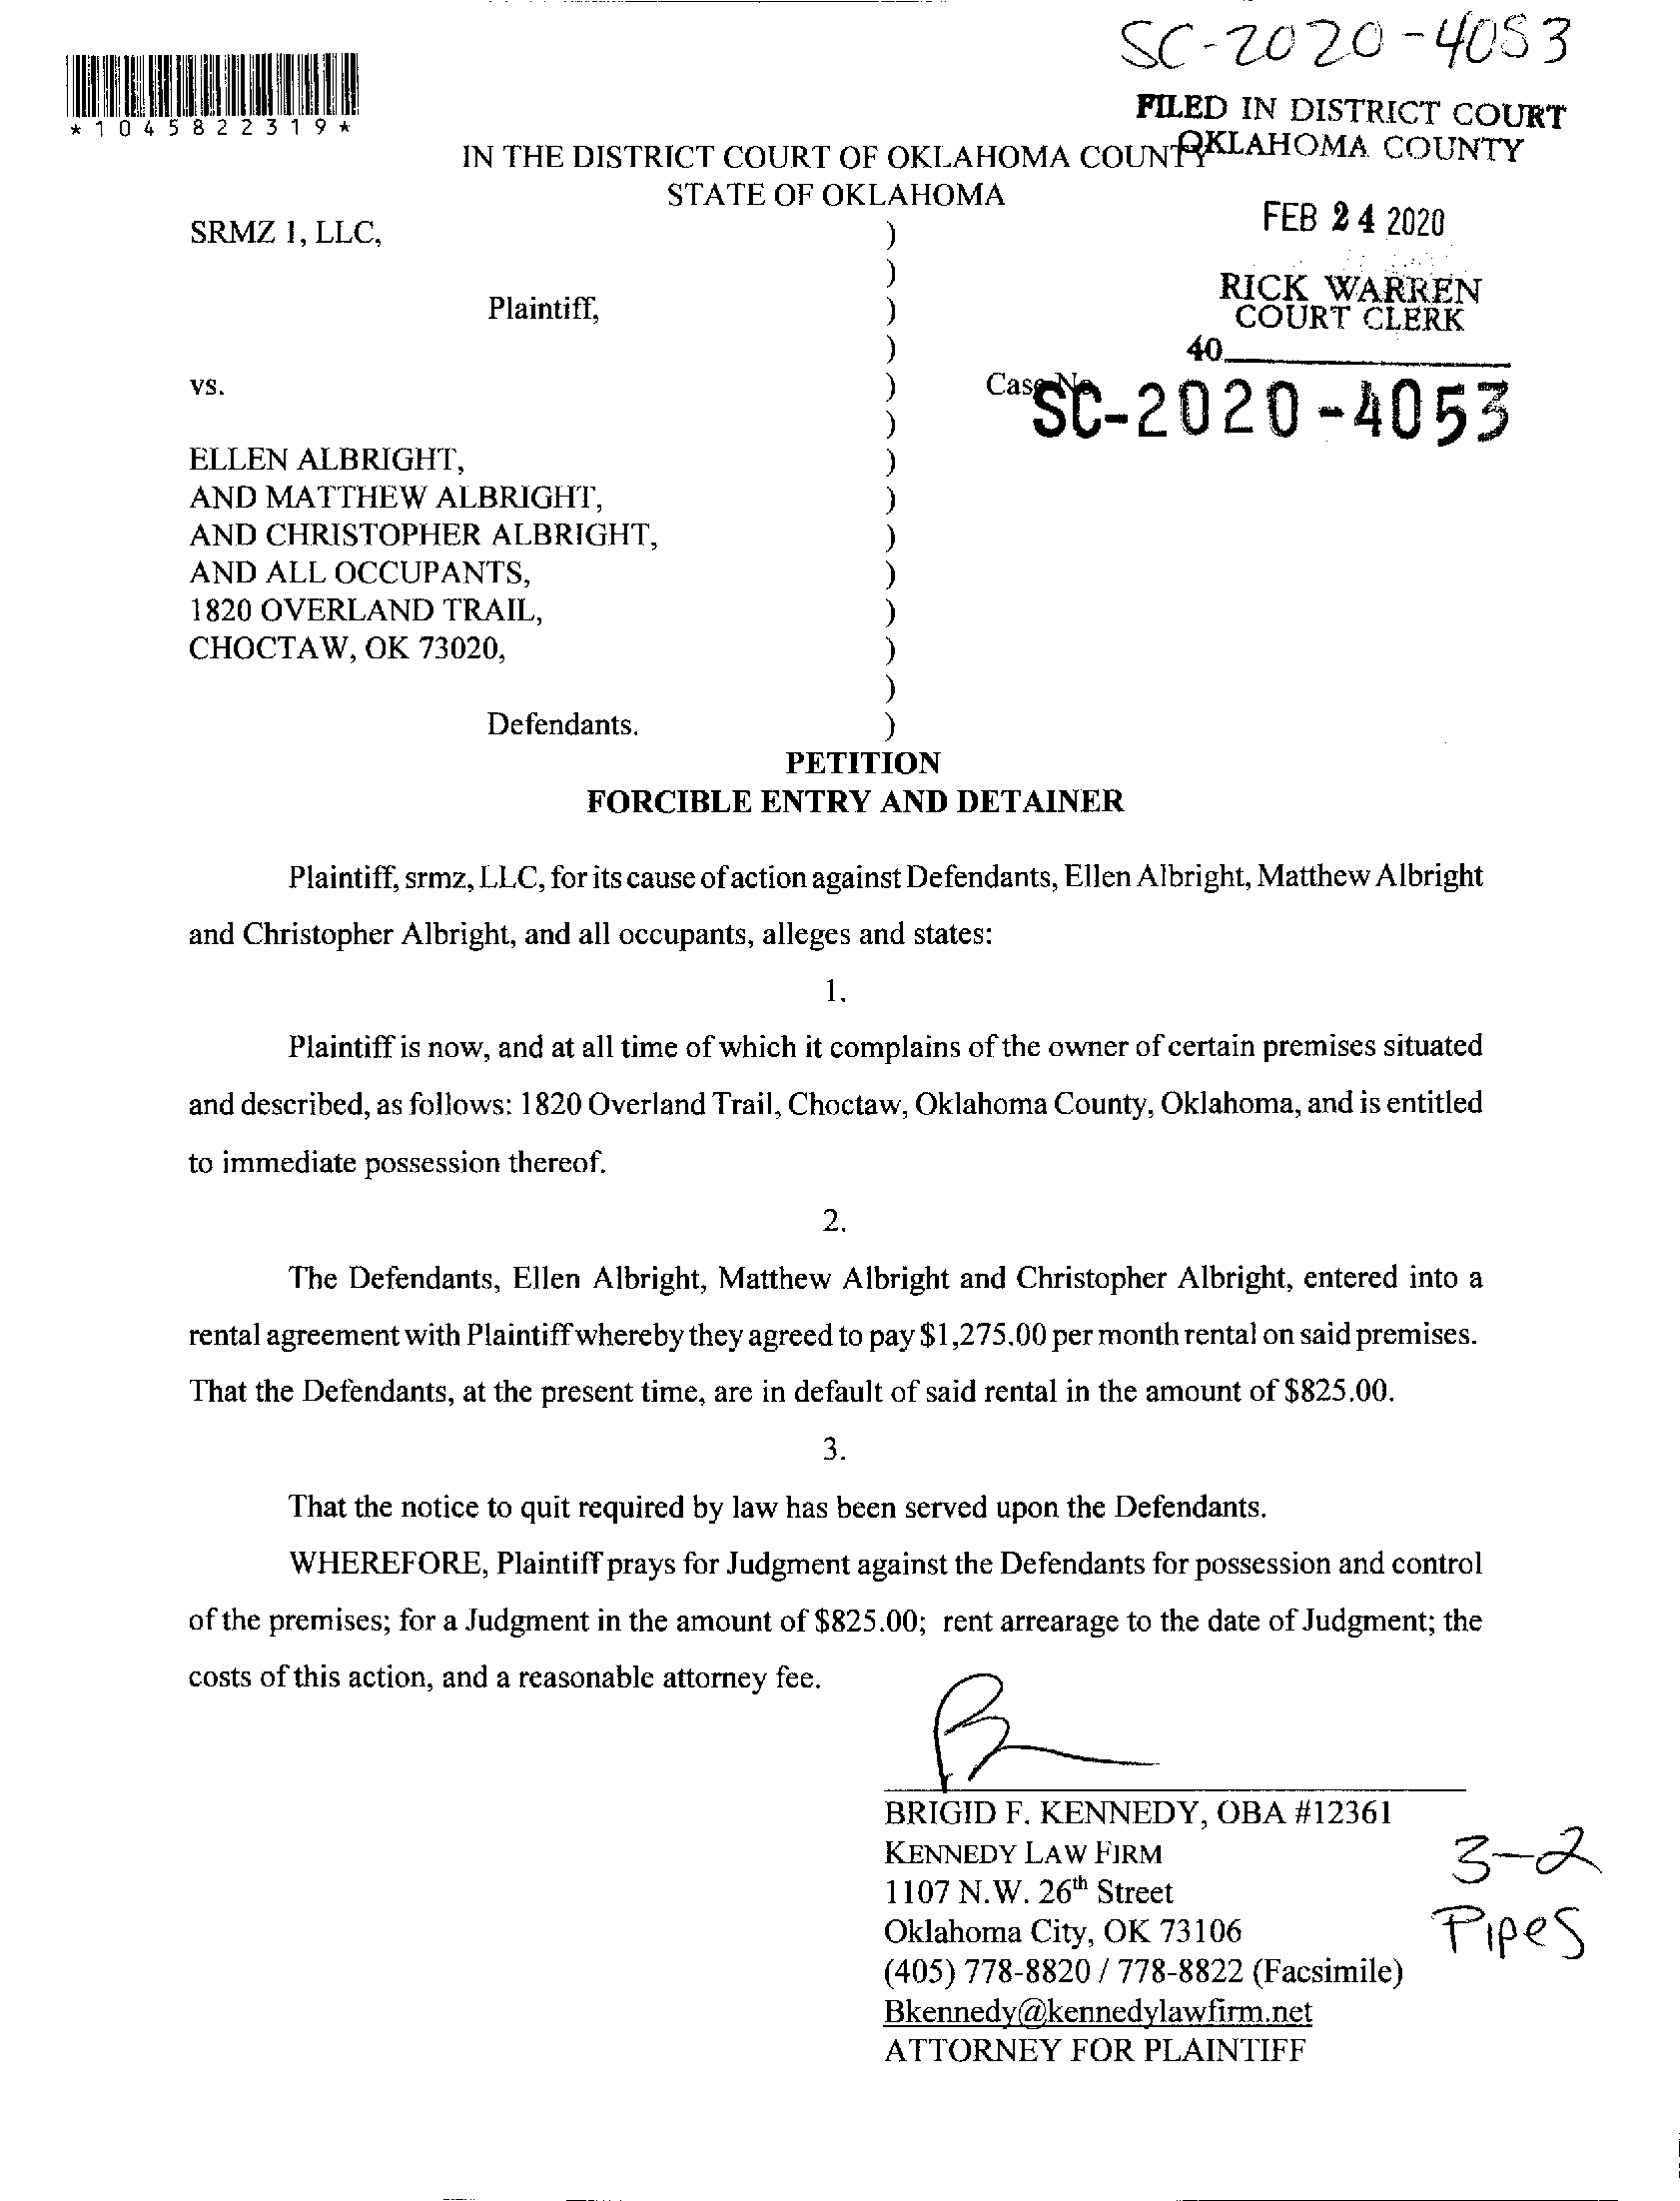 SC-2020-4053
*1045822319*
FILED IN DISTRICT COURT
OKLAHOMA COUNTY
IN THE DISTRICT COURT OF OKLAHOMA COUNTY
STATE OF OKLAHOMA
FEB 24 2020
RICK WARREN
COURT CLERK
40
SRMZ 1, LLC, )
)
Plaintiff, )
)
vs. ) Case No.
SC-2020-4053
)
ELLEN ALBRIGHT, )
AND MATTHEW ALBRIGHT, )
AND CHRISTOPHER ALBRIGHT, )
AND ALL OCCUPANTS, )
1820 OVERLAND TRAIL, )
CHOCTAW, OK 73020, )
)
Defendants. )
PETITION
FORCIBLE ENTRY AND DETAINER
Plaintiff, srmz, LLC, for its cause of action against Defendants, Ellen Albright, Matthew Albright
and Christopher Albright, and all occupants, alleges and states:
1.
Plaintiff is now, and at all time of which it complains of the owner of certain premises situated
and described, as follows: 1820 Overland Trail, Choctaw, Oklahoma County, Oklahoma, and is entitled
to immediate possession thereof.
2.
The Defendants, Ellen Albright, Matthew Albright and Christopher Albright, entered into a
rental agreement with Plaintiff whereby they agreed to pay $1,275.00 per month rental on said premises.
That the Defendants, at the present time, are in default of said rental in the amount of $825.00.
3.
That the notice to quit required by law has been served upon the Defendants.
WHEREFORE, Plaintiff prays for Judgment against the Defendants for possession and control
of the premises; for a Judgment in the amount of $825.00; rent arrearage to the date of Judgment; the
costs of this action, and a reasonable attorney fee.
BRIGID F. KENNEDY, OBA #12361
KENNEDY LAW FIRM
1107 N.W. 26th Street
Oklahoma City, OK 73106
(405) 778-8820 / 778-8822 (Facsimile)
Bkennedy@kennedylawfirm.net
ATTORNEY FOR PLAINTIFF
3-2
Pipes